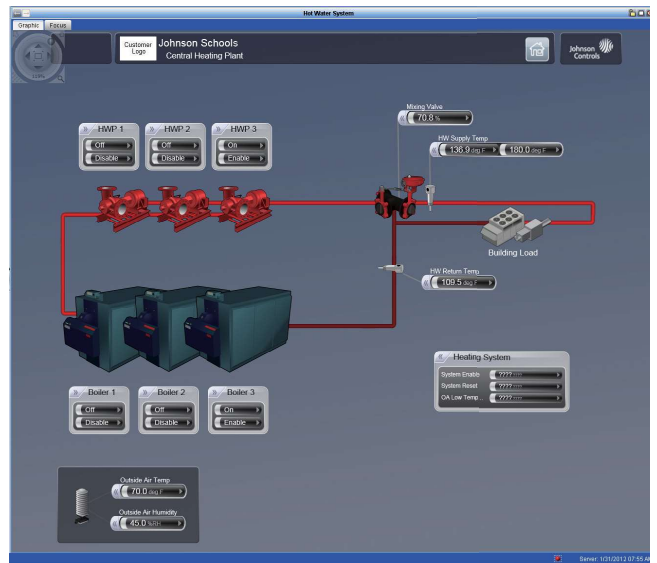 Hot Water System
Graphic Focus
Customer Logo
Johnson Schools
Central Heating Plant
Johnson Controls
Mixing Valve
70.8 %
HWP 1
Off
Disable
HWP 2
Off
Disable
HWP 3
On
Enable
HW Supply Temp
136.9 deg F 180.0 deg F
Building Load
HW Return Temp
109.5 deg F
Heating System
System Enable ???? ????
System Reset ???? ????
OA Low Temp... ???? ????
Boiler 1
Off
Disable
Boiler 2
Off
Disable
Boiler 3
On
Enable
Outside Air Temp
70.0 deg F
Outside Air Humidity
45.0 %RH
Server: 1/31/2012 07:55 AM